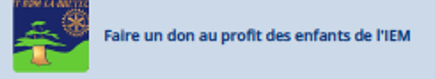 Faire un don au profit des enfants de l'IEM